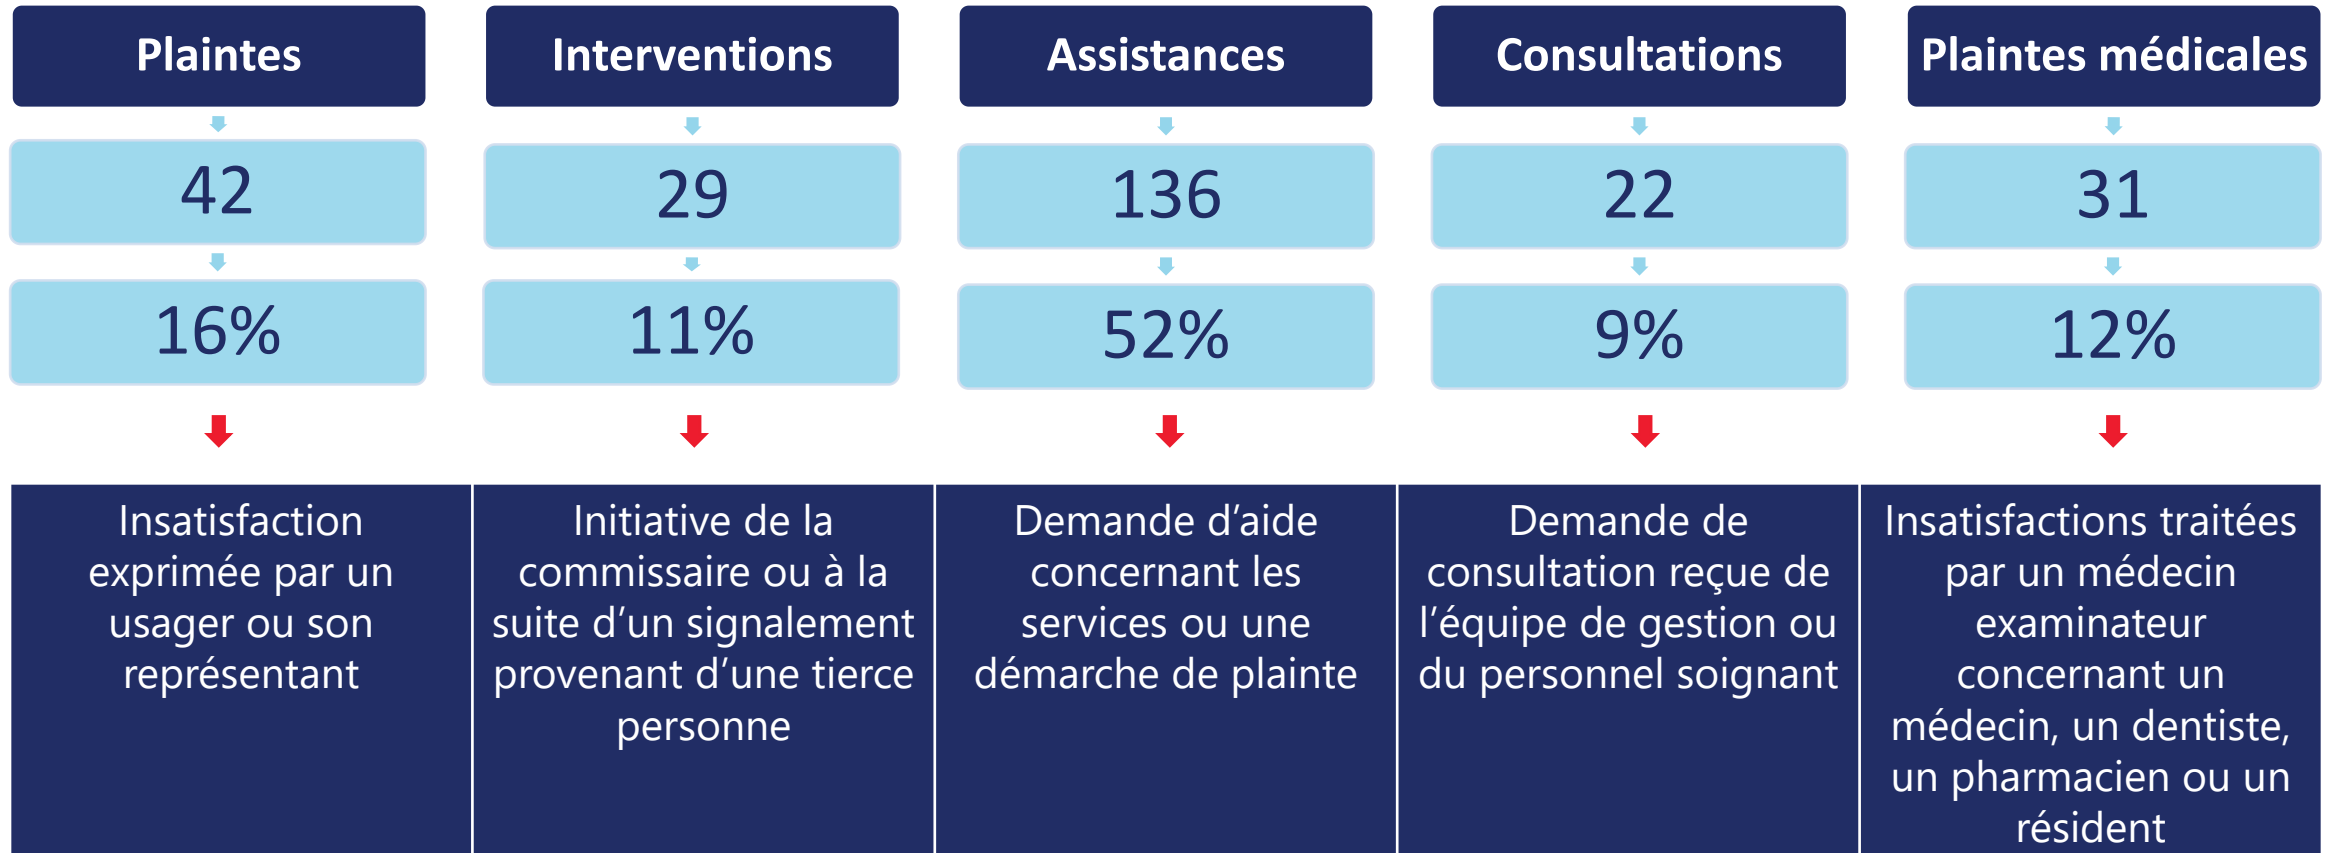 Plaintes
42
16%
Insatisfaction
exprimée par un
usager ou son
représentant
Interventions
29
11%
Initiative de la
commissaire ou à la
suite d’un signalement
provenant d’une tierce
personne
Assistances
136
52%
Demande d’aide
concernant les
services ou une
démarche de plainte
Consultations
22
9%
Demande de
consultation reçue de
l’équipe de gestion ou
du personnel soignant
Plaintes médicales
31
12%
Insatisfactions traitées
par un médecin
examinateur
concernant un
médecin, un dentiste,
un pharmacien ou un
résident